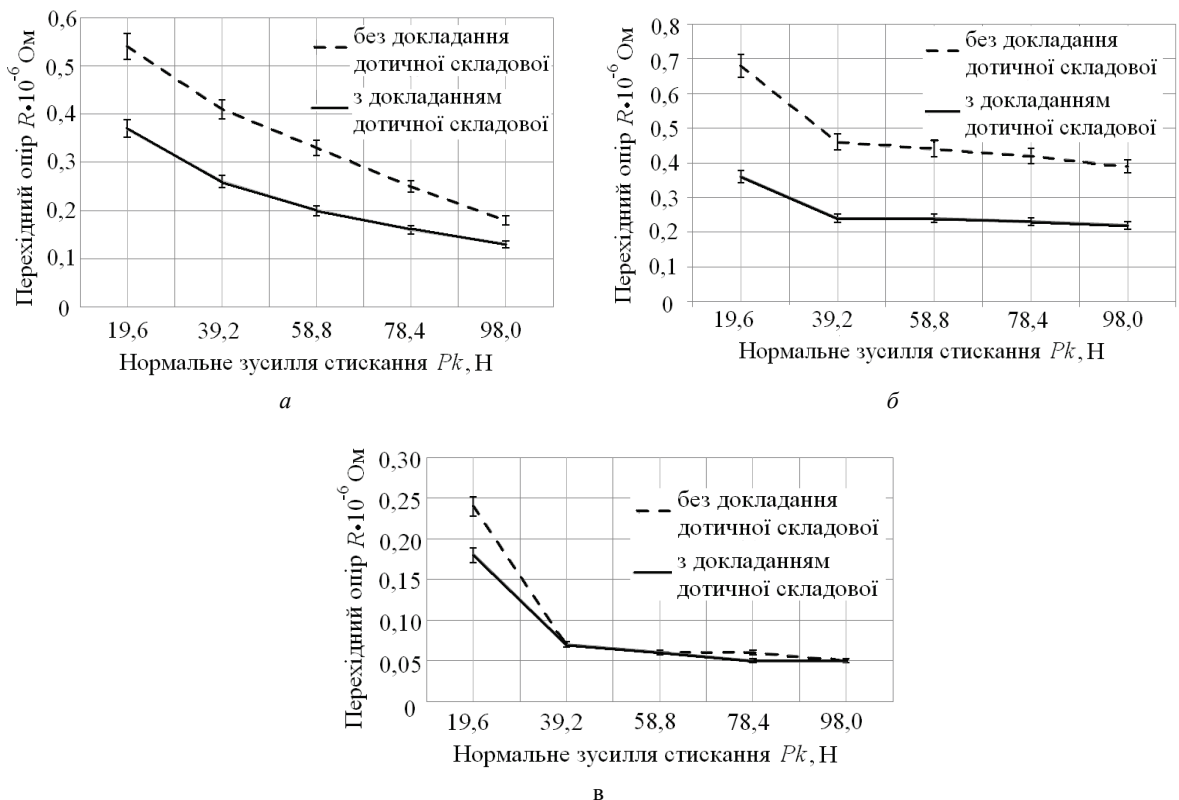 Перехідний опір R•10⁻⁶ Ом
0,6
0,5
0,4
0,3
0,2
0,1
0
без докладання
дотичної складової
з докладанням
дотичної складової
19,6 39,2 58,8 78,4 98,0
Нормальне зусилля стискання Pk, Н
а
Перехідний опір R•10⁻⁶ Ом
0,8
0,7
0,6
0,5
0,4
0,3
0,2
0,1
0
без докладання
дотичної складової
з докладанням
дотичної складової
19,6 39,2 58,8 78,4 98,0
Нормальне зусилля стискання Pk, Н
б
Перехідний опір R•10⁻⁶ Ом
0,30
0,25
0,20
0,15
0,10
0,05
0
без докладання
дотичної складової
з докладанням
дотичної складової
19,6 39,2 58,8 78,4 98,0
Нормальне зусилля стискання Pk, Н
в